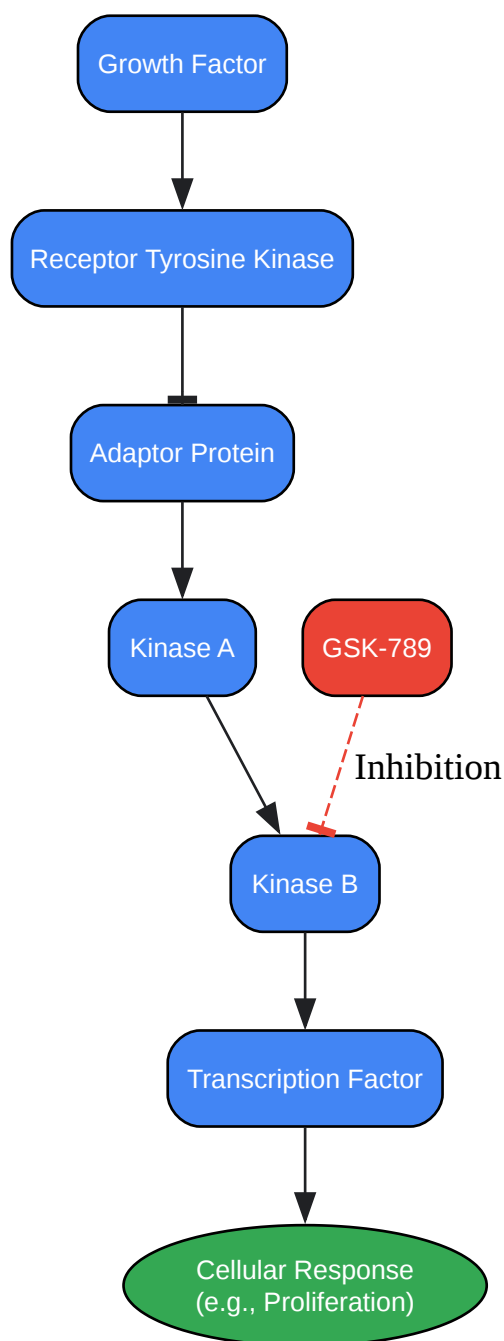 Growth Factor
Receptor Tyrosine Kinase
Adaptor Protein
Kinase A
GSK-789
Inhibition
Kinase B
Transcription Factor
Cellular Response
(e.g., Proliferation)